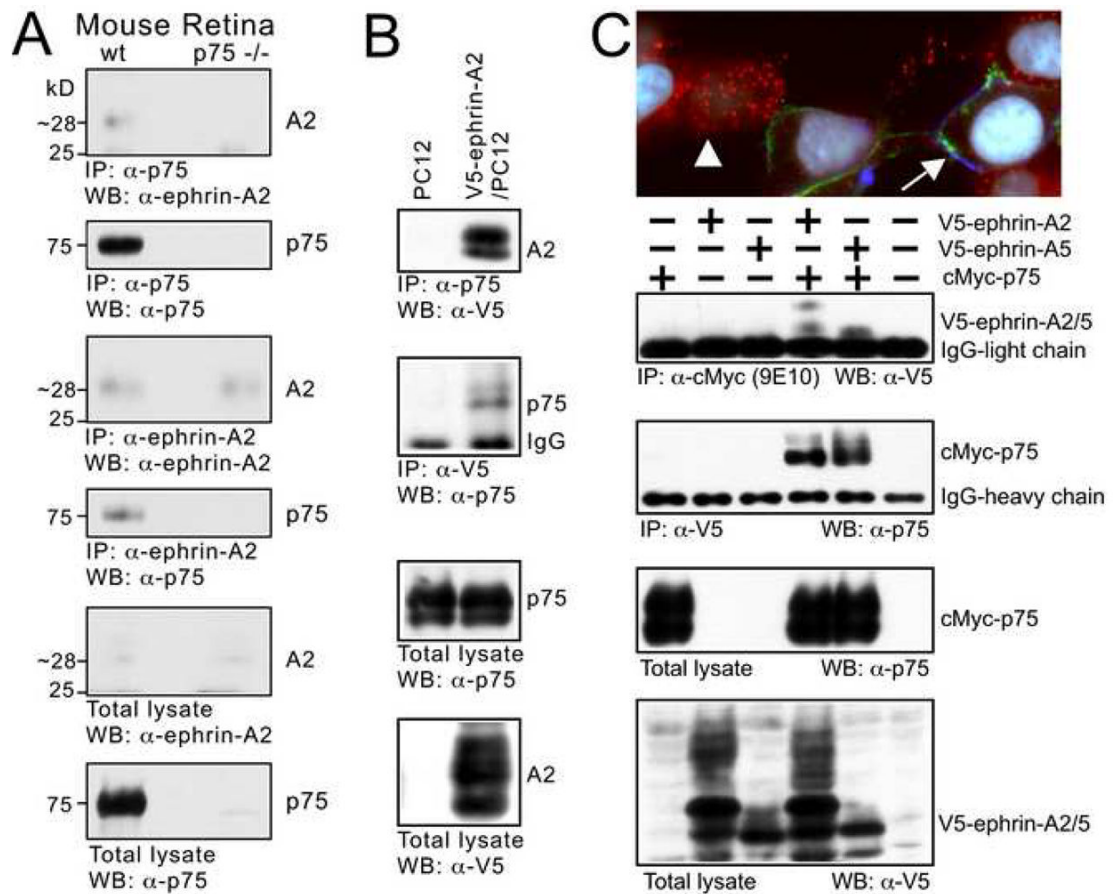 A
Mouse Retina
wt p75 -/-
kD
~28
25
A2
IP: α-p75
WB: α-ephrin-A2
75
p75
IP: α-p75
WB: α-p75
~28
25
A2
IP: α-ephrin-A2
WB: α-ephrin-A2
75
p75
IP: α-ephrin-A2
WB: α-p75
~28
25
A2
Total lysate
WB: α-ephrin-A2
75
p75
Total lysate
WB: α-p75
B
PC12
V5-ephrin-A2
/PC12
A2
IP: α-p75
WB: α-V5
p75
IgG
IP: α-V5
WB: α-p75
p75
Total lysate
WB: α-p75
A2
Total lysate
WB: α-V5
C
− + − + − − V5-ephrin-A2
− − + − + − V5-ephrin-A5
+ − − + + − cMyc-p75
V5-ephrin-A2/5
IgG-light chain
IP: α-cMyc (9E10) WB: α-V5
cMyc-p75
IgG-heavy chain
IP: α-V5 WB: α-p75
cMyc-p75
Total lysate WB: α-p75
V5-ephrin-A2/5
Total lysate WB: α-V5